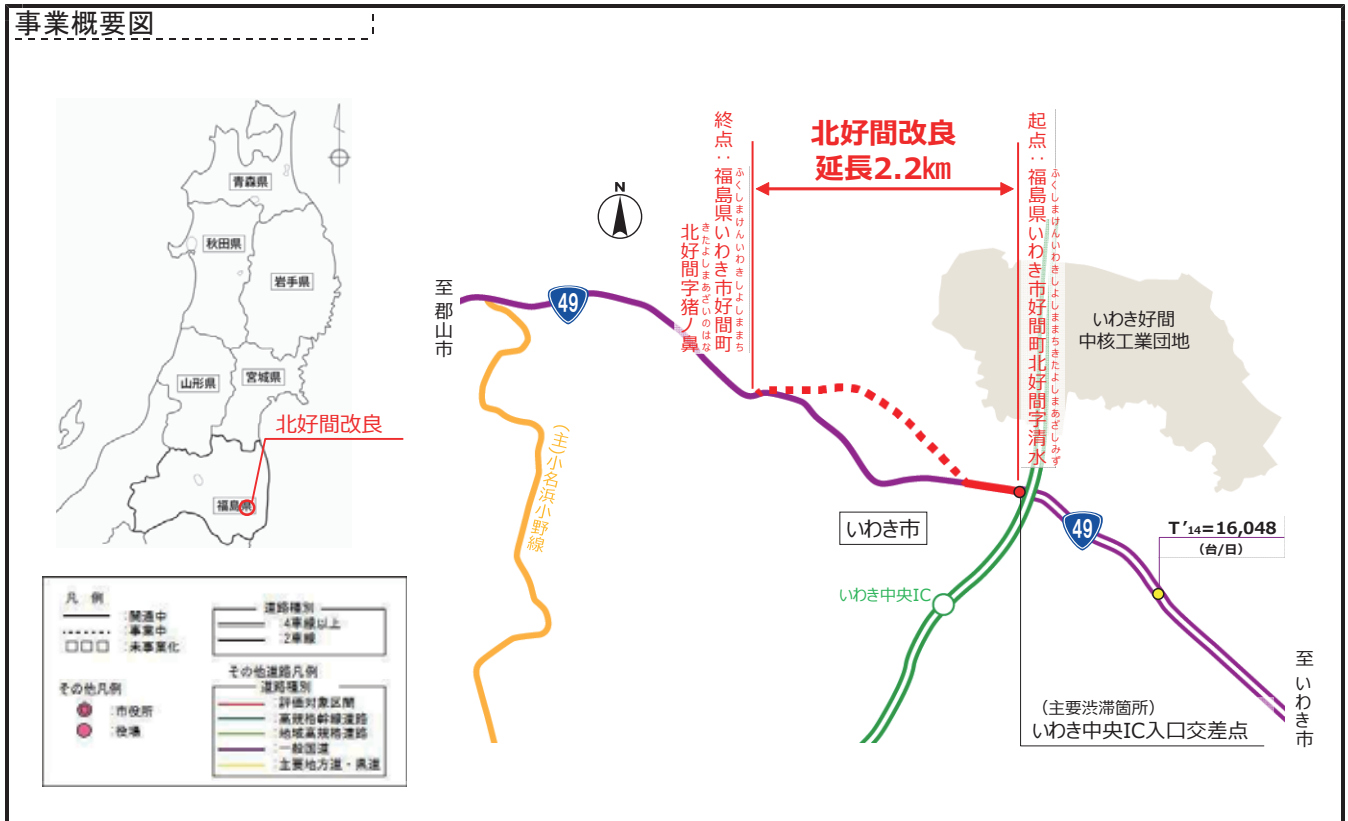 事業概要図
青森県
秋田県
岩手県
山形県
宮城県
福島県
北好間改良
凡 例
:開通中
:事業中
:未事業化
その他凡例
:市役所
:役場
道路種別
:4車線以上
:2車線
その他道路凡例
道路種別
:評価対象区間
:高規格幹線道路
:地域高規格道路
:一般国道
:主要地方道・県道
N
至 郡山市
49
(主)小名浜小野線
終点:福島県いわき市好間町
ふくしまけんいわきしよしままち
北好間字猪ノ鼻
きたよしまあざいのはな
北好間改良
延長2.2㎞
起点:福島県いわき市好間町北好間字清水
ふくしまけんいわきしよしままちきたよしまあざしみず
いわき好間
中核工業団地
いわき市
いわき中央IC
49
T'14=16,048
(台/日)
(主要渋滞箇所)
いわき中央IC入口交差点
至 いわき市